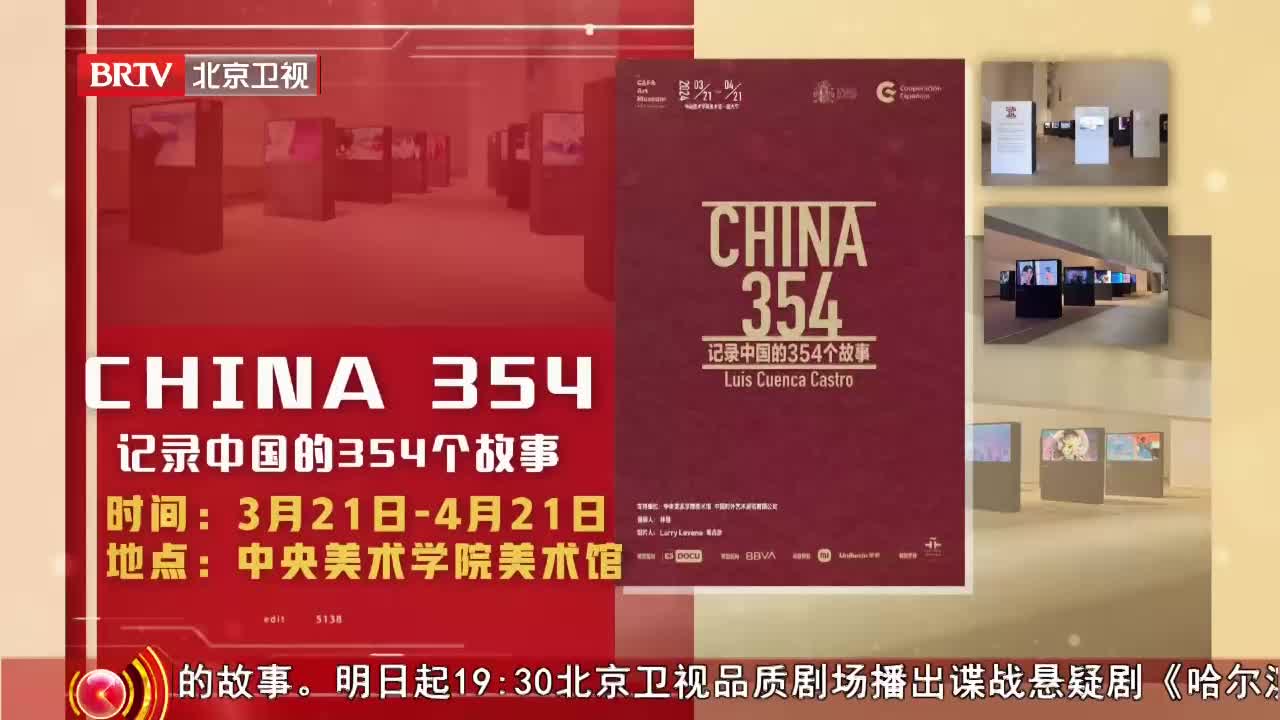 BRTV 北京卫视
CHINA 354
记录中国的354个故事
时间：3月21日-4月21日
地点：中央美术学院美术馆
edit 5138
CAFA
Art
Museum
2024 03/21 - 04/21
Cooperación
Española
CHINA
354
记录中国的354个故事
Luis Cuenca Castro
DOCU
BBVA
的故事。明日起19:30北京卫视品质剧场播出谍战悬疑剧《哈尔